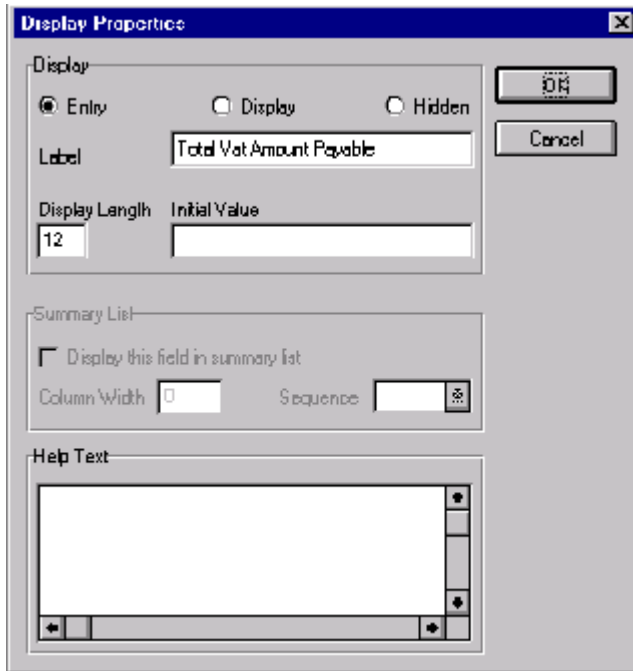 Display Properties
Display
OK
Entry Display Hidden
Cancel
Label Total Vat Amount Payable
Display Length Initial Value
12
Summary List
Display this field in summary list
Column Width 0 Sequence
Help Text